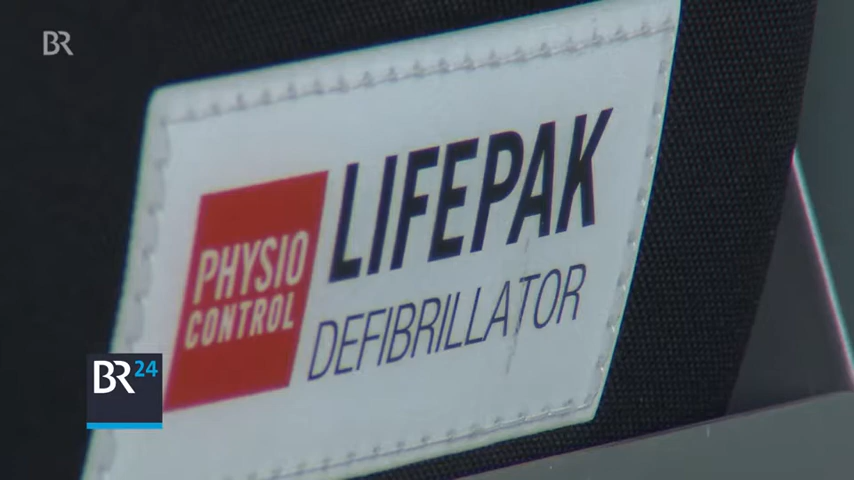 BR
PHYSIO
CONTROL
LIFEPAK
DEFIBRILLATOR
BR24